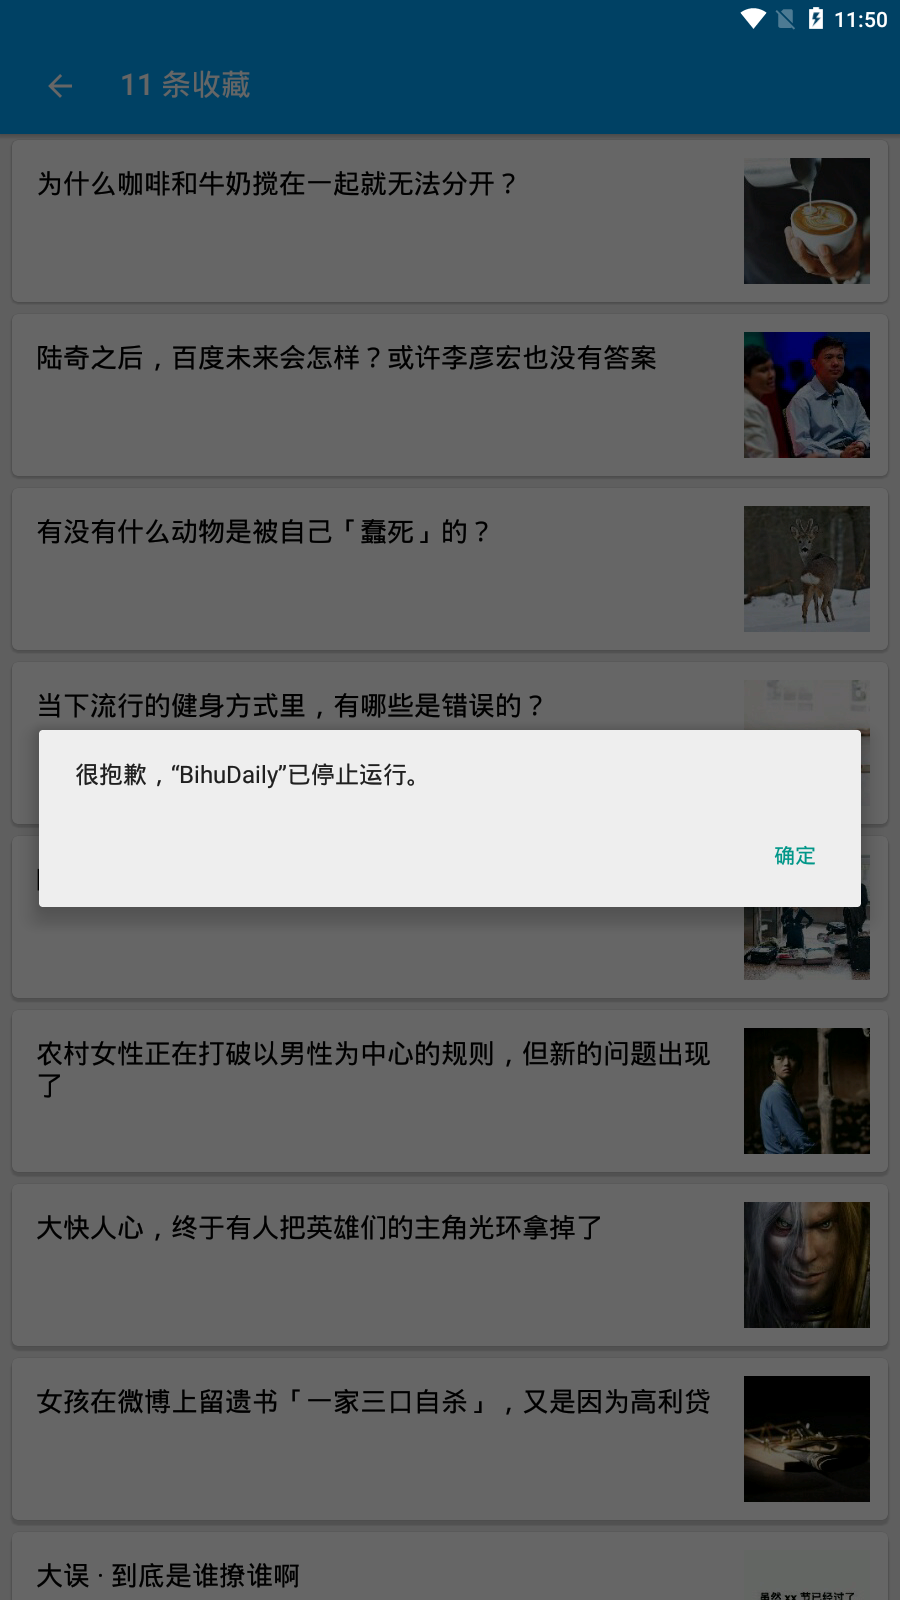 11:50
11 条收藏
为什么咖啡和牛奶搅在一起就无法分开？
陆奇之后，百度未来会怎样？或许李彦宏也没有答案
有没有什么动物是被自己「蠢死」的？
当下流行的健身方式里，有哪些是错误的？
很抱歉，“BihuDaily”已停止运行。
确定
农村女性正在打破以男性为中心的规则，但新的问题出现
了
大快人心，终于有人把英雄们的主角光环拿掉了
女孩在微博上留遗书「一家三口自杀」，又是因为高利贷
大误 · 到底是谁撩谁啊
虽然 xx 节已经过了